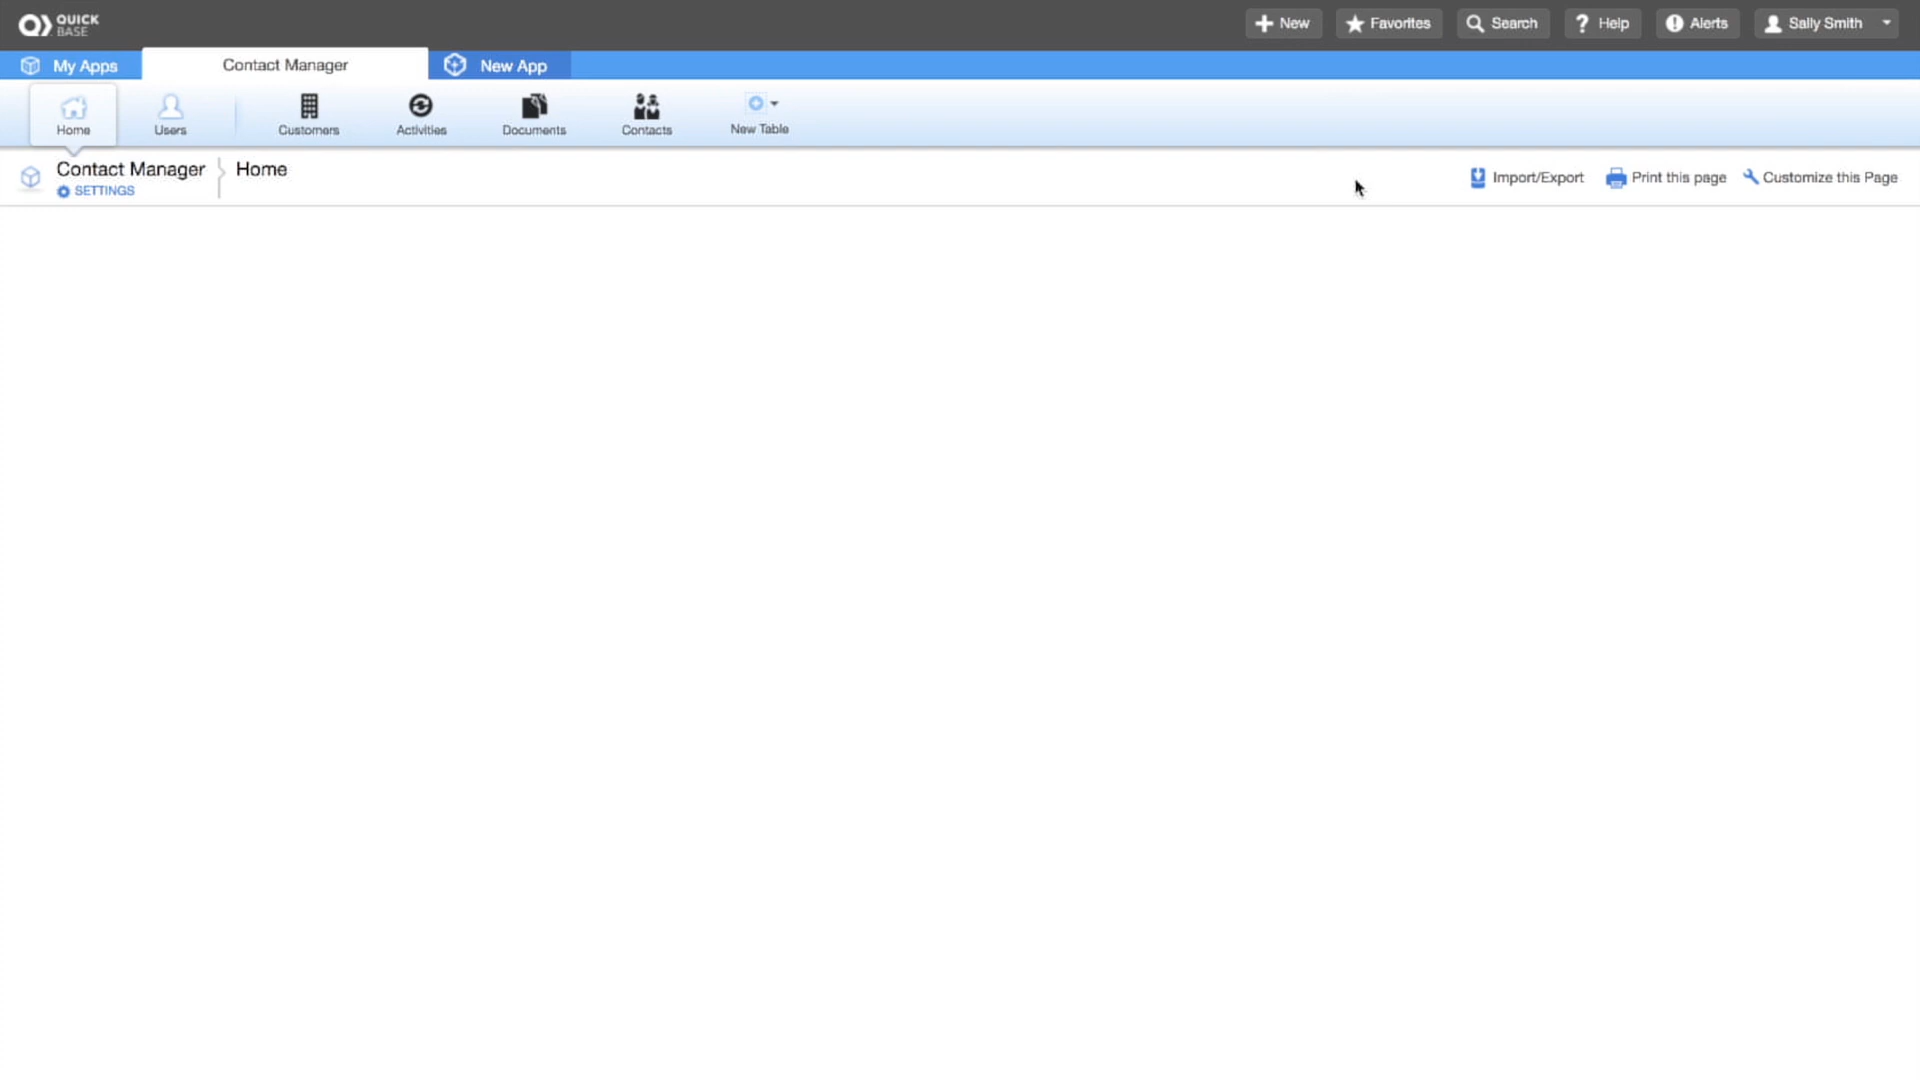 QUICK BASE
New
Favorites
Search
Help
Alerts
Sally Smith
My Apps
Contact Manager
New App
Home
Users
Customers
Activities
Documents
Contacts
New Table
Contact Manager
SETTINGS
Home
Import/Export
Print this page
Customize this Page